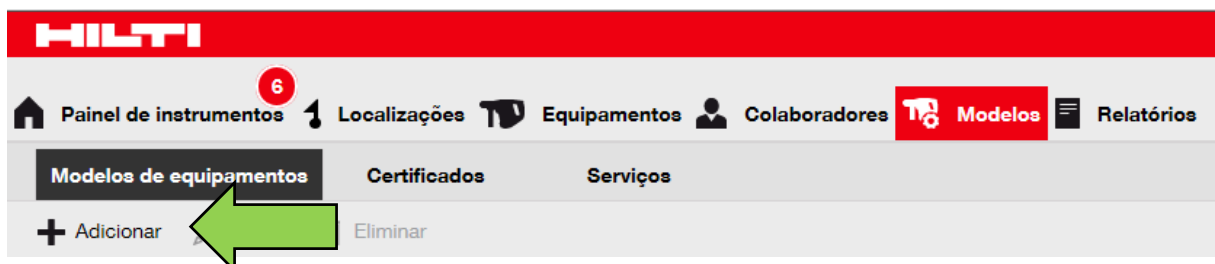 HILTI
6
Painel de instrumentos Localizações Equipamentos Colaboradores Modelos Relatórios
Modelos de equipamentos Certificados Serviços
Adicionar Eliminar